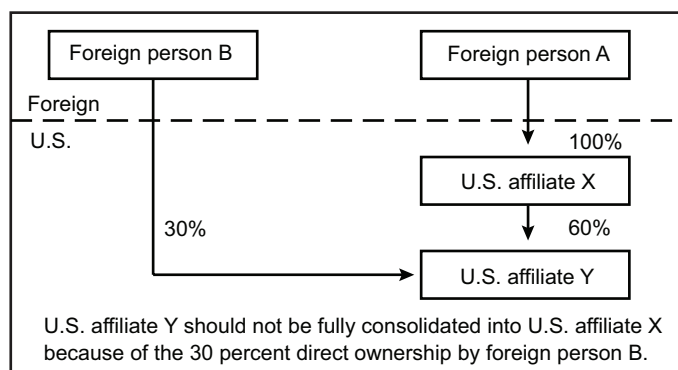 Foreign person B
Foreign person A
Foreign
U.S.
100%
U.S. affiliate X
30%
60%
U.S. affiliate Y
U.S. affiliate Y should not be fully consolidated into U.S. affiliate X
because of the 30 percent direct ownership by foreign person B.